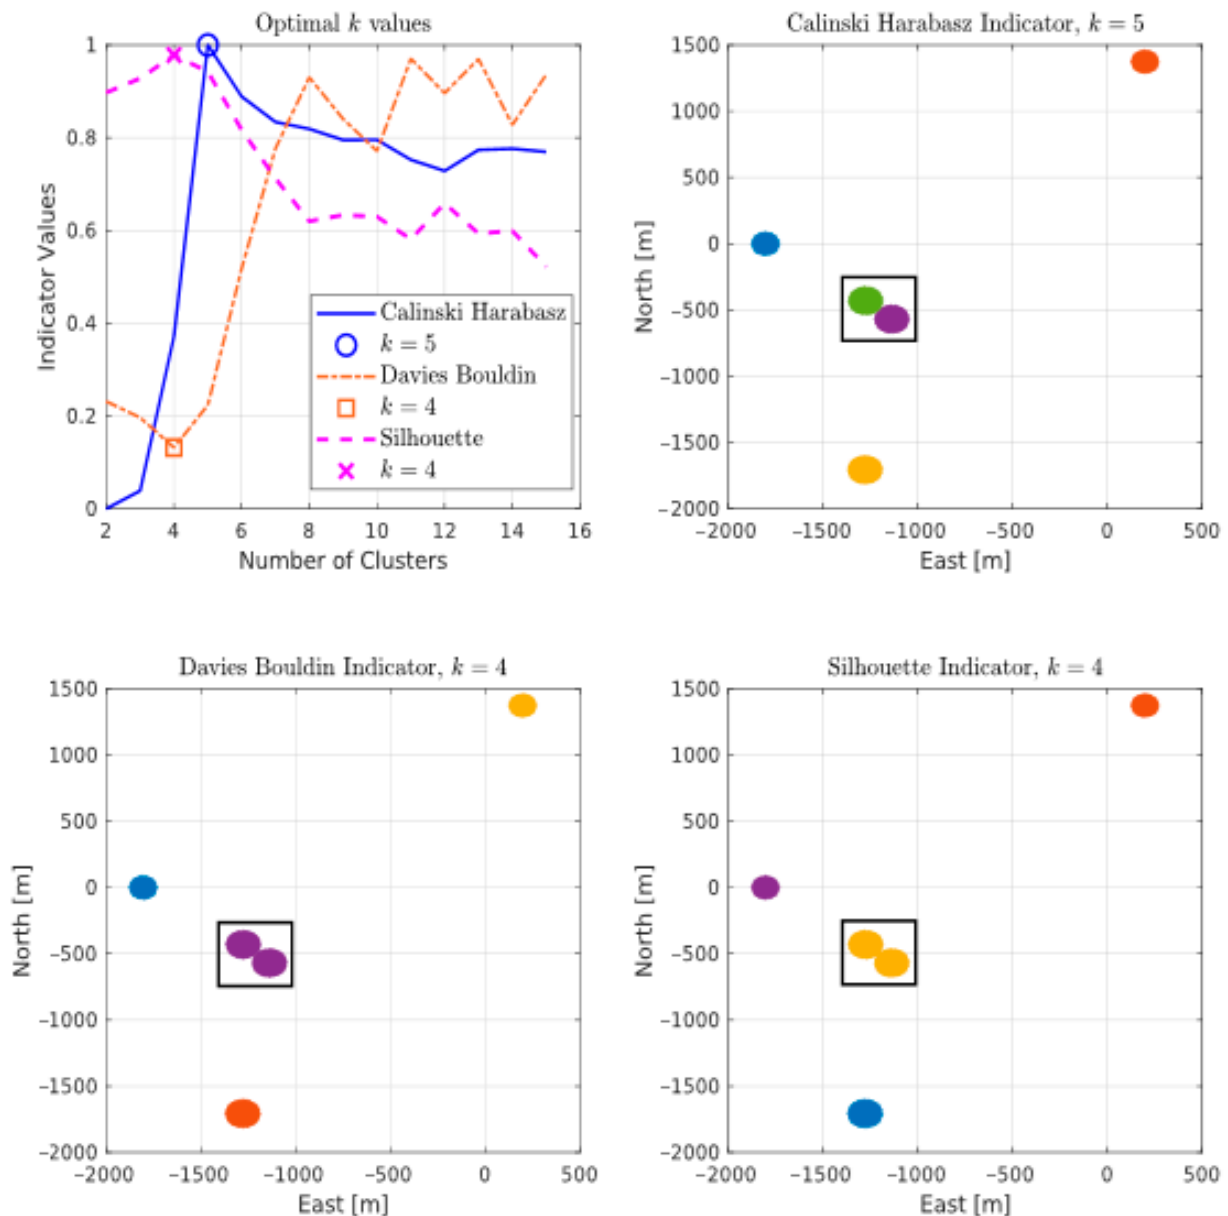 Optimal k values
1
0.8
0.6
0.4
0.2
0
2 4 6 8 10 12 14 16
Indicator Values
Number of Clusters
Calinski Harabasz
k = 5
Davies Bouldin
k = 4
Silhouette
k = 4
Calinski Harabasz Indicator, k = 5
1500
1000
500
0
−500
−1000
−1500
−2000
−2000 −1500 −1000 −500 0 500
North [m]
East [m]
Davies Bouldin Indicator, k = 4
1500
1000
500
0
−500
−1000
−1500
−2000
−2000 −1500 −1000 −500 0 500
North [m]
East [m]
Silhouette Indicator, k = 4
1500
1000
500
0
−500
−1000
−1500
−2000
−2000 −1500 −1000 −500 0 500
North [m]
East [m]